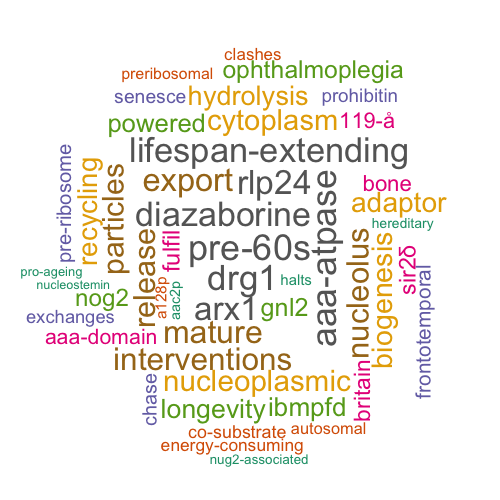 clashes
preribosomal
ophthalmoplegia
senesce
hydrolysis
prohibitin
powered
cytoplasm
119-å
lifespan-extending
pre-ribosome
recycling
particles
export
rlp24
bone
adaptor
hereditary
diazaborine
aaa-atpase
pre-60s
release
fulfil
nucleolus
biogenesis
sir2δ
frontotemporal
pro-ageing
nucleostemin
drg1
halts
a128p
aac2p
nog2
arx1
gnl2
exchanges
aaa-domain
mature
interventions
nucleoplasmic
britain
chase
longevity
ibmpfd
co-substrate
autosomal
energy-consuming
nug2-associated